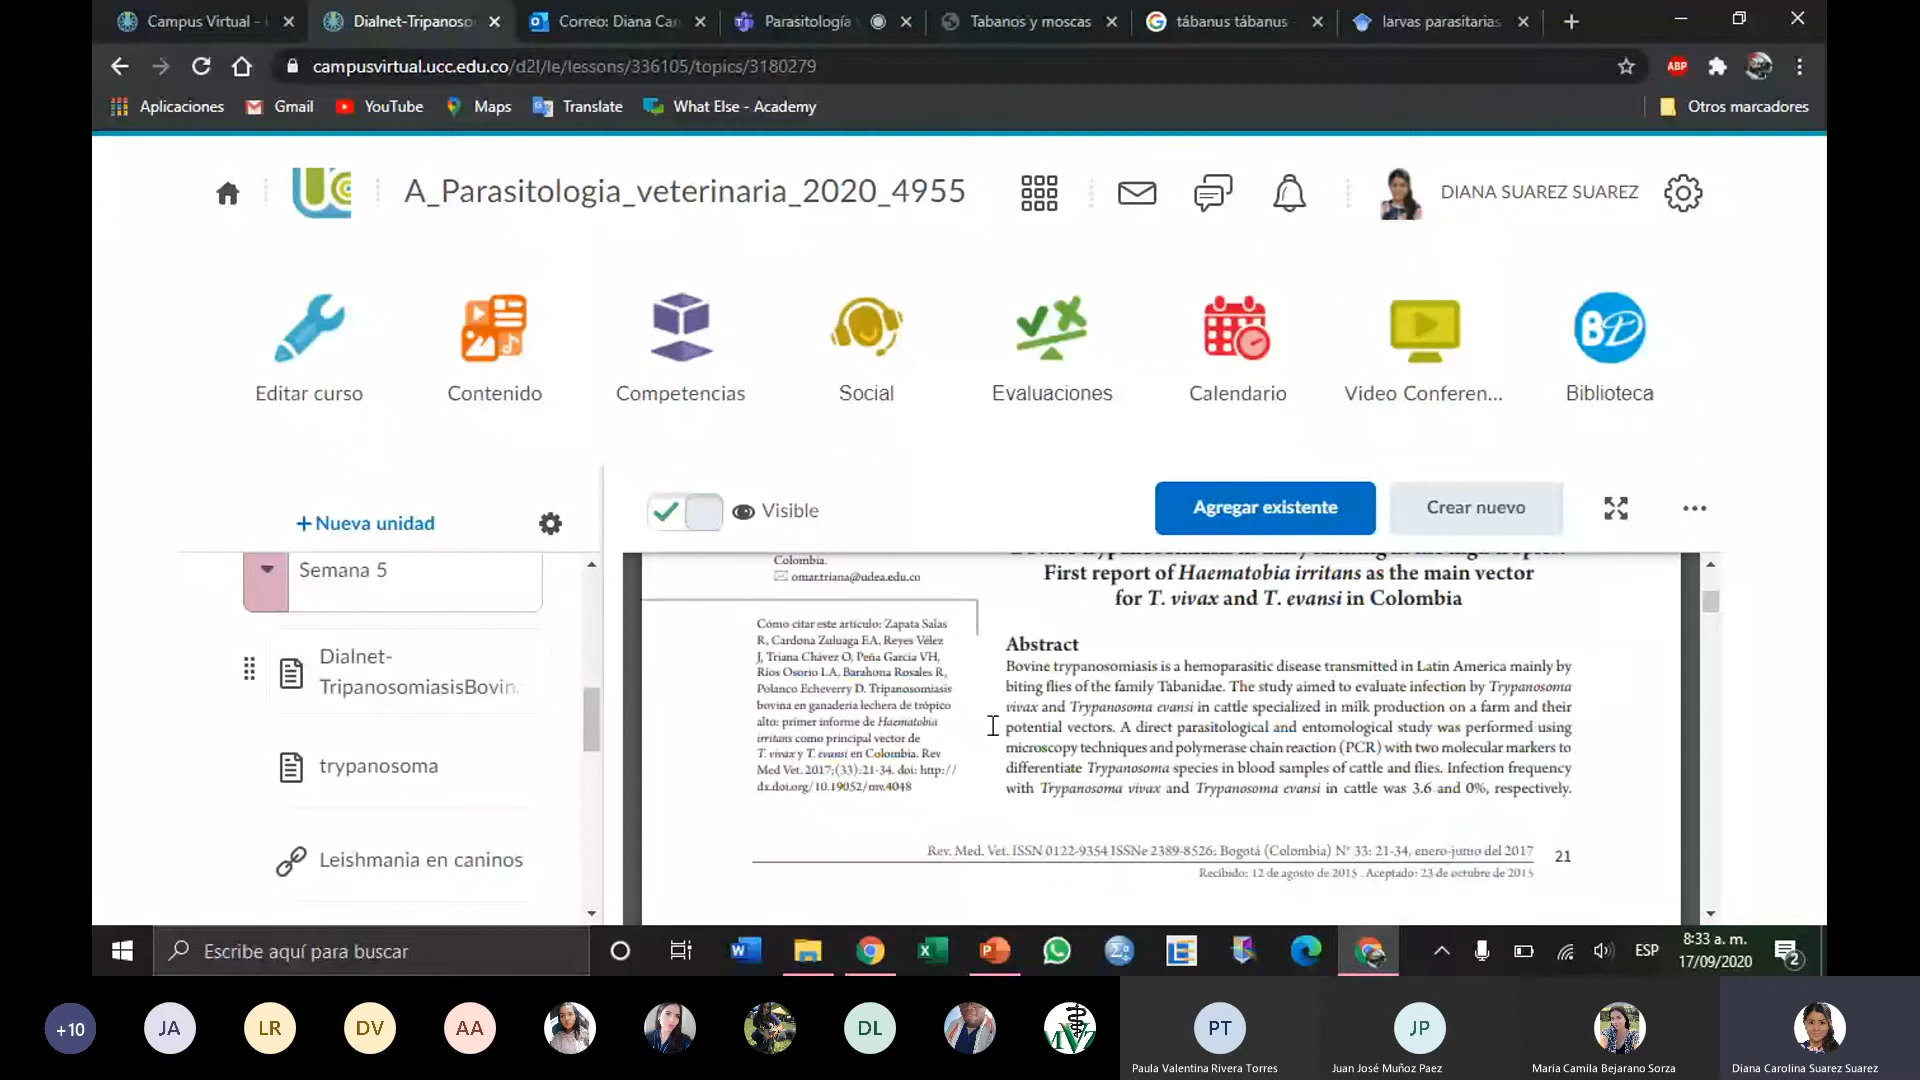 Campus Virtual -
Dialnet-Tripanoso
Correo: Diana Car
Parasitología
Tabanos y moscas
tábanus tábanus -
larvas parasitarias
campusvirtual.ucc.edu.co/d2l/le/lessons/336105/topics/3180279
ABP
Aplicaciones
Gmail
YouTube
Maps
Translate
What Else - Academy
Otros marcadores
A_Parasitologia_veterinaria_2020_4955
DIANA SUAREZ SUAREZ
Editar curso
Contenido
Competencias
Social
Evaluaciones
Calendario
Video Conferen...
Biblioteca
+ Nueva unidad
Visible
Agregar existente
Crear nuevo
Semana 5
Dialnet-
TripanosomiasisBovin
trypanosoma
Leishmania en caninos
Colombia.
omar.triana@udea.edu.co
Cómo citar este artículo: Zapata Salas
R, Cardona Zuluaga EA, Reyes Vélez
J, Triana Chávez O, Peña García VH,
Ríos Osorio LA, Barahona Rosales R,
Polanco Echeverry D. Tripanosomiasis
bovina en ganadería lechera de trópico
alto: primer informe de Haematobia
irritans como principal vector de
T. vivax y T. evansi en Colombia. Rev
Med Vet. 2017;(33):21-34. doi: http://
dx.doi.org/10.19052/mv.4048
First report of Haematobia irritans as the main vector
for T. vivax and T. evansi in Colombia
Abstract
Bovine trypanosomiasis is a hemoparasitic disease transmitted in Latin America mainly by
biting flies of the family Tabanidae. The study aimed to evaluate infection by Trypanosoma
vivax and Trypanosoma evansi in cattle specialized in milk production on a farm and their
potential vectors. A direct parasitological and entomological study was performed using
microscopy techniques and polymerase chain reaction (PCR) with two molecular markers to
differentiate Trypanosoma species in blood samples of cattle and flies. Infection frequency
with Trypanosoma vivax and Trypanosoma evansi in cattle was 3.6 and 0%, respectively.
Rev. Med. Vet. ISSN 0122-9354 ISSNe 2389-8526: Bogotá (Colombia) N° 33: 21-34, enero-junio del 2017
21
Recibido: 12 de agosto de 2015. Aceptado: 23 de octubre de 2015
Escribe aquí para buscar
ESP
8:33 a. m.
17/09/2020
2
+10
JA
LR
DV
AA
DL
MVZ
PT
JP
Paula Valentina Rivera Torres
Juan José Muñoz Paez
Maria Camila Bejarano Sorza
Diana Carolina Suarez Suarez